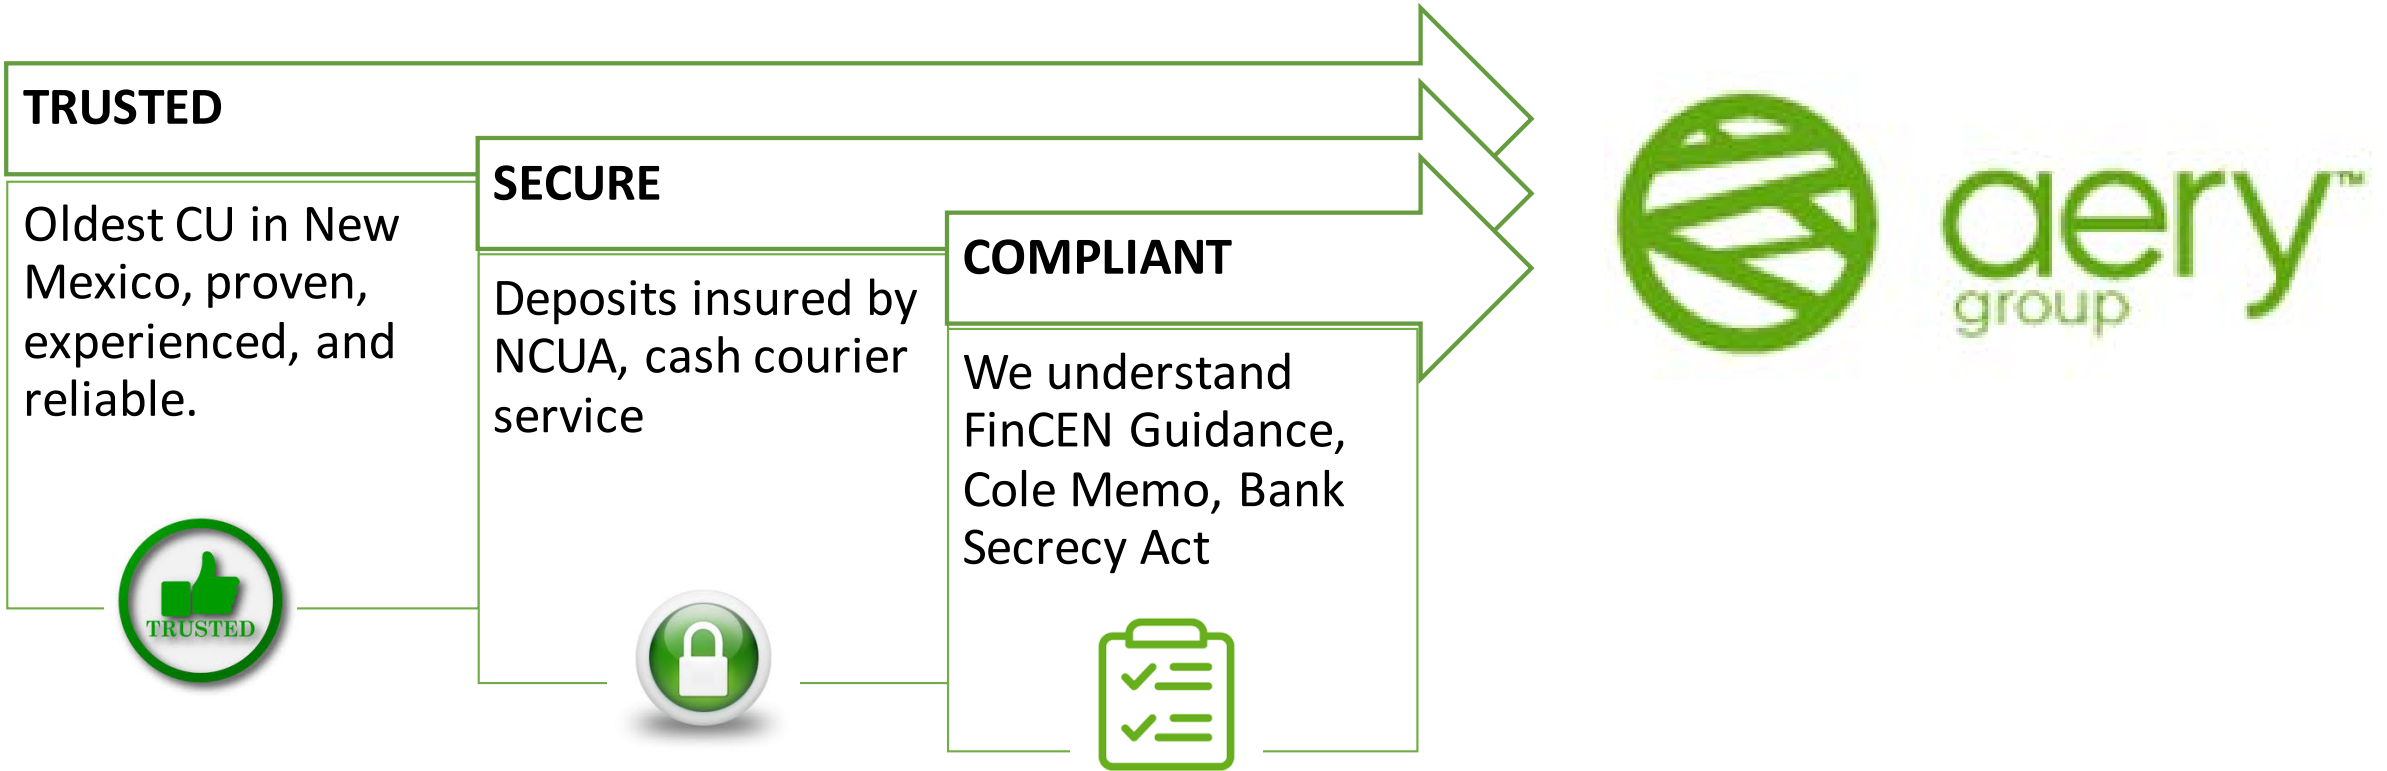 TRUSTED
Oldest CU in New
Mexico, proven,
experienced, and
reliable.
TRUSTED
SECURE
Deposits insured by
NCUA, cash courier
service
COMPLIANT
We understand
FinCEN Guidance,
Cole Memo, Bank
Secrecy Act
aery™
group